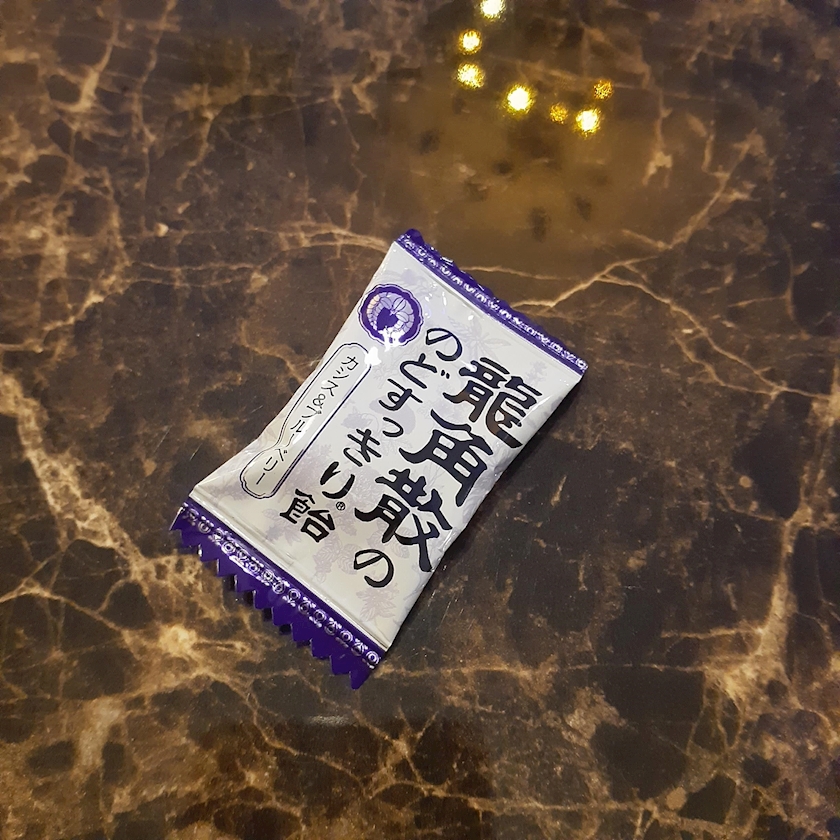 龍角散の
のどすっきり®飴
カシス&ブルーベリー